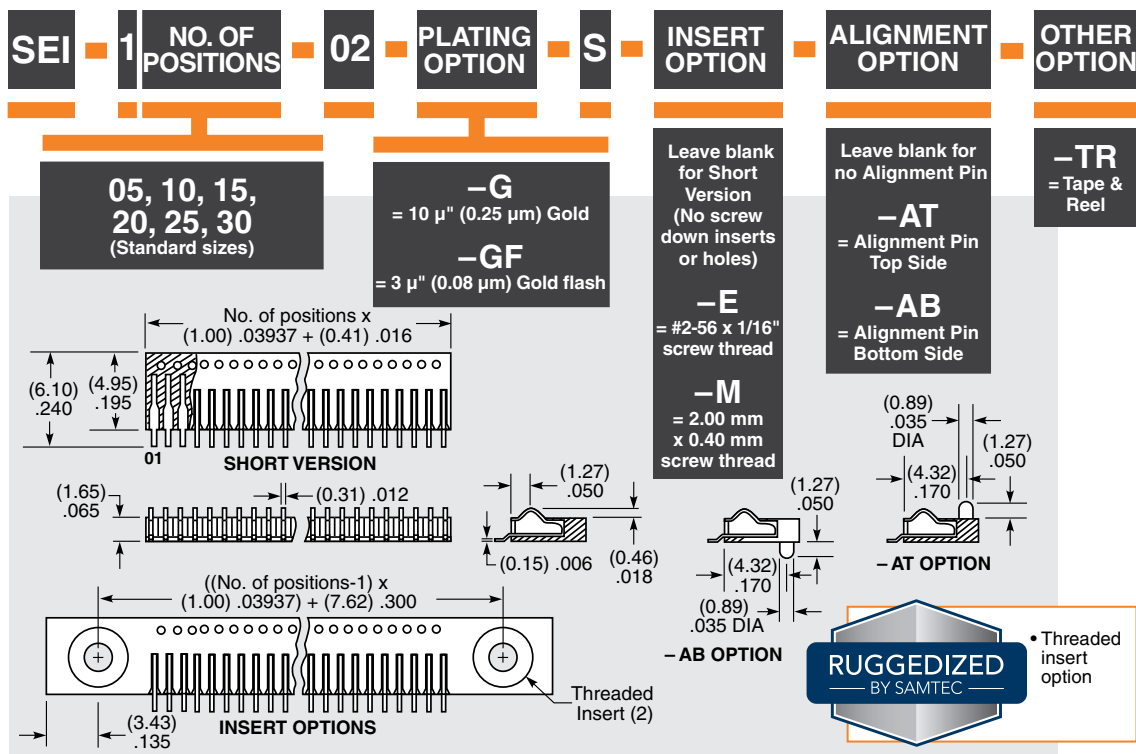 SEI - 1 NO. OF POSITIONS - 02 - PLATING OPTION - S - INSERT OPTION - ALIGNMENT OPTION - OTHER OPTION
05, 10, 15,
20, 25, 30
(Standard sizes)
–G
= 10 µ" (0.25 µm) Gold
–GF
= 3 µ" (0.08 µm) Gold flash
Leave blank
for Short
Version
(No screw
down inserts
or holes)
–E
= #2-56 x 1/16"
screw thread
–M
= 2.00 mm
x 0.40 mm
screw thread
Leave blank for
no Alignment Pin
–AT
= Alignment Pin
Top Side
–AB
= Alignment Pin
Bottom Side
–TR
= Tape &
Reel
No. of positions x
(1.00) .03937 + (0.41) .016
(6.10)
.240
(4.95)
.195
01
SHORT VERSION
(1.65)
.065
(0.31) .012
(1.27)
.050
(0.15) .006
(0.46)
.018
(1.27)
.050
(4.32)
.170
(0.89)
.035 DIA
–AB OPTION
(0.89)
.035
DIA
(4.32)
.170
(1.27)
.050
–AT OPTION
((No. of positions-1) x
(1.00) .03937) + (7.62) .300
(3.43)
.135
INSERT OPTIONS
Threaded
Insert (2)
RUGGEDIZED
BY SAMTEC
• Threaded
insert
option